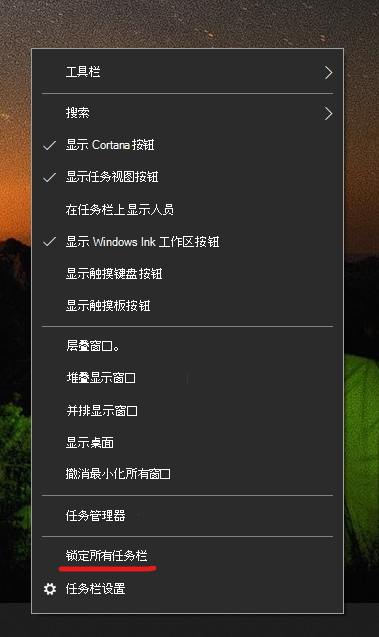 工具栏
搜索
显示 Cortana 按钮
显示任务视图按钮
在任务栏上显示人员
显示 Windows Ink 工作区按钮
显示触摸键盘按钮
显示触摸板按钮
层叠窗口。
堆叠显示窗口
并排显示窗口
显示桌面
撤消最小化所有窗口
任务管理器
锁定所有任务栏
任务栏设置